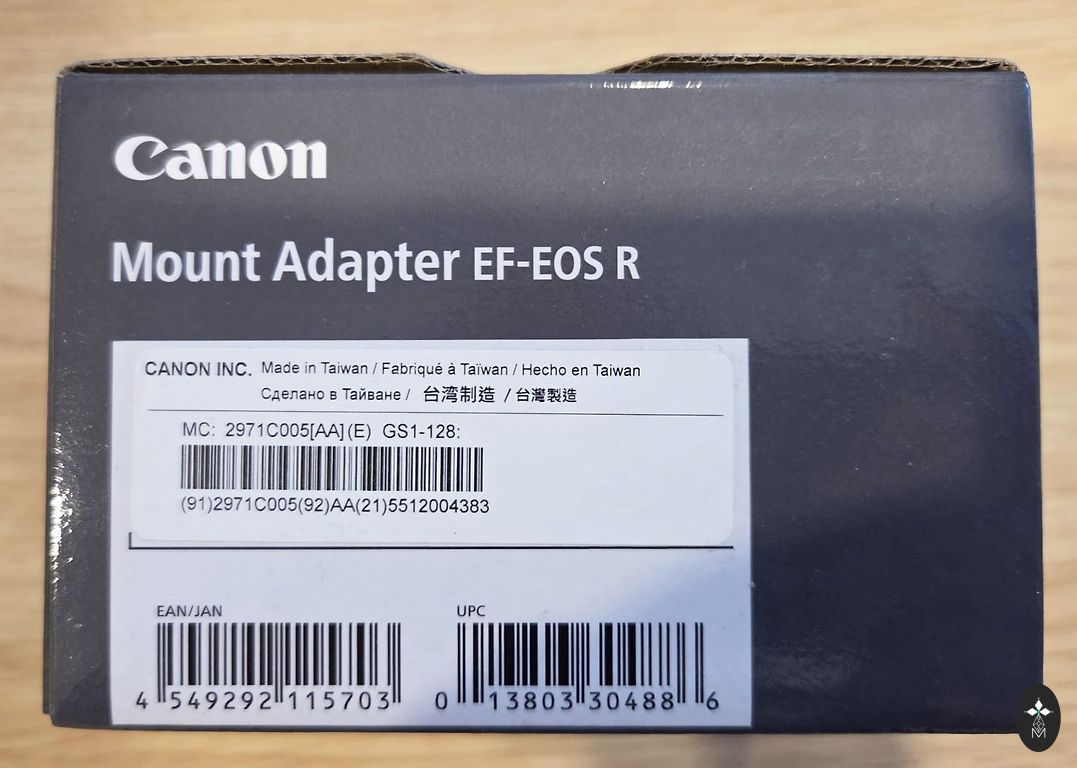 Canon
Mount Adapter EF-EOS R
CANON INC. Made in Taiwan / Fabriqué à Taïwan / Hecho en Taiwan
Сделано в Тайване / 台湾制造 / 台灣製造
MC: 2971C005[AA](E) GS1-128:
(91)2971C005(92)AA(21)5512004383
EAN/JAN
UPC
4 549292 115703
0 13803 30488 6
M